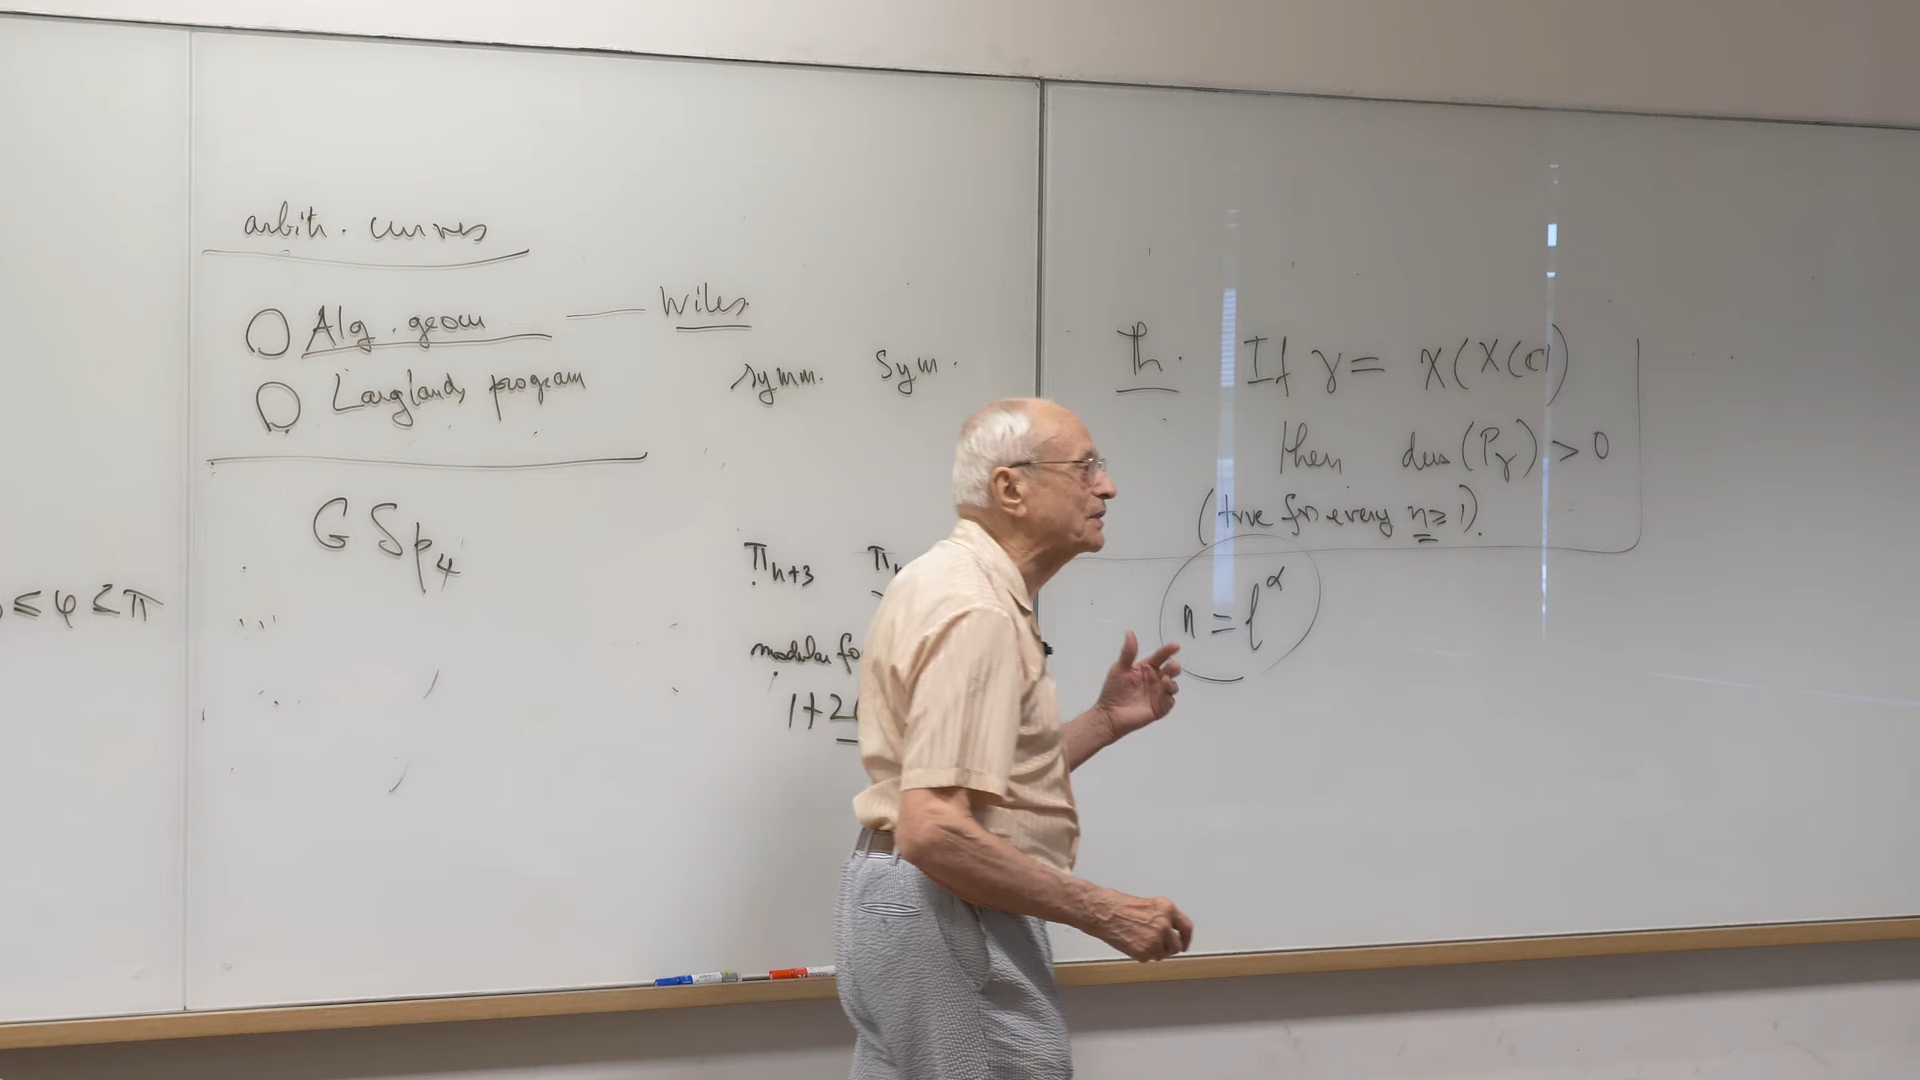 ≤ φ ≤ π
arbitr. curves
Alg. geom — Wiles
Langlands program
GSp₄
symm. Sym.
π_{n+3} π
modular fo
1+2
Th. If γ = χ(X(C))
then dens(P_γ) > 0
(true for every n ≥ 1).
n = l^α